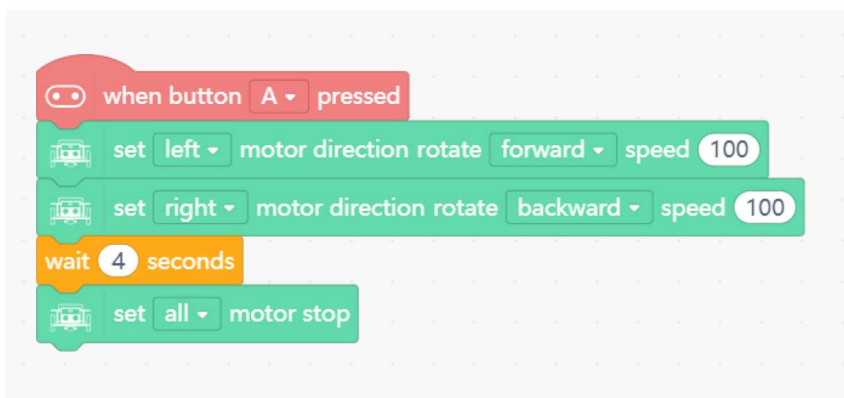 when button A pressed
set left motor direction rotate forward speed 100
set right motor direction rotate backward speed 100
wait 4 seconds
set all motor stop